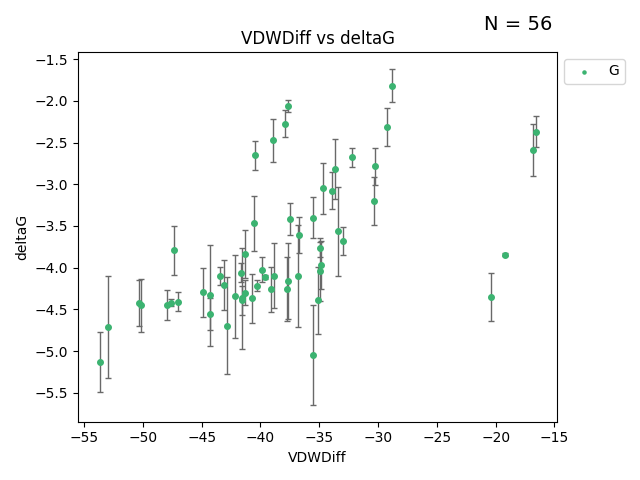 N = 56
VDWDiff vs deltaG
G
deltaG
−1.5
−2.0
−2.5
−3.0
−3.5
−4.0
−4.5
−5.0
−5.5
−55 −50 −45 −40 −35 −30 −25 −20 −15
VDWDiff